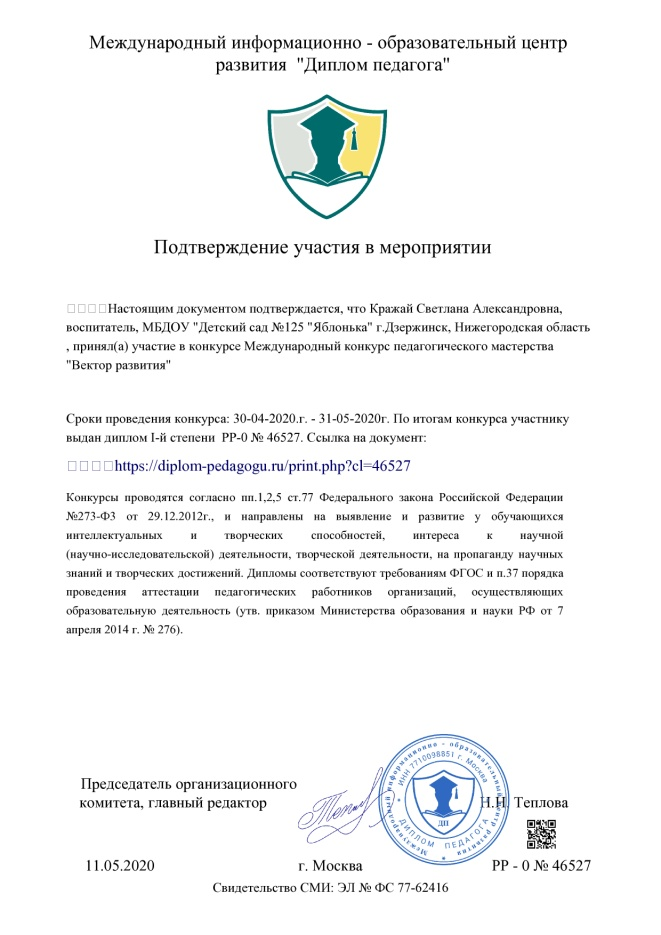 Международный информационно - образовательный центр
развития "Диплом педагога"
Подтверждение участия в мероприятии
Настоящим документом подтверждается, что Кражай Светлана Александровна,
воспитатель, МБДОУ "Детский сад №125 "Яблонька" г.Дзержинск, Нижегородская область
, принял(а) участие в конкурсе Международный конкурс педагогического мастерства
"Вектор развития"
Сроки проведения конкурса: 30-04-2020.г. - 31-05-2020г. По итогам конкурса участнику
выдан диплом I-й степени РР-0 № 46527. Ссылка на документ:
https://diplom-pedagogu.ru/print.php?cl=46527
Конкурсы проводятся согласно пп.1,2,5 ст.77 Федерального закона Российской Федерации
№273-ФЗ от 29.12.2012г., и направлены на выявление и развитие у обучающихся
интеллектуальных и творческих способностей, интереса к научной
(научно-исследовательской) деятельности, творческой деятельности, на пропаганду научных
знаний и творческих достижений. Дипломы соответствуют требованиям ФГОС и п.37 порядка
проведения аттестации педагогических работников организаций, осуществляющих
образовательную деятельность (утв. приказом Министерства образования и науки РФ от 7
апреля 2014 г. № 276).
Международный информационно - образовательный центр развития
ИНН 7710098851 г. Москва
ДП
ДИПЛОМ ПЕДАГОГА
Председатель организационного
комитета, главный редактор
Теплов
Н.Н. Теплова
11.05.2020 г. Москва РР - 0 № 46527
Свидетельство СМИ: ЭЛ № ФС 77-62416